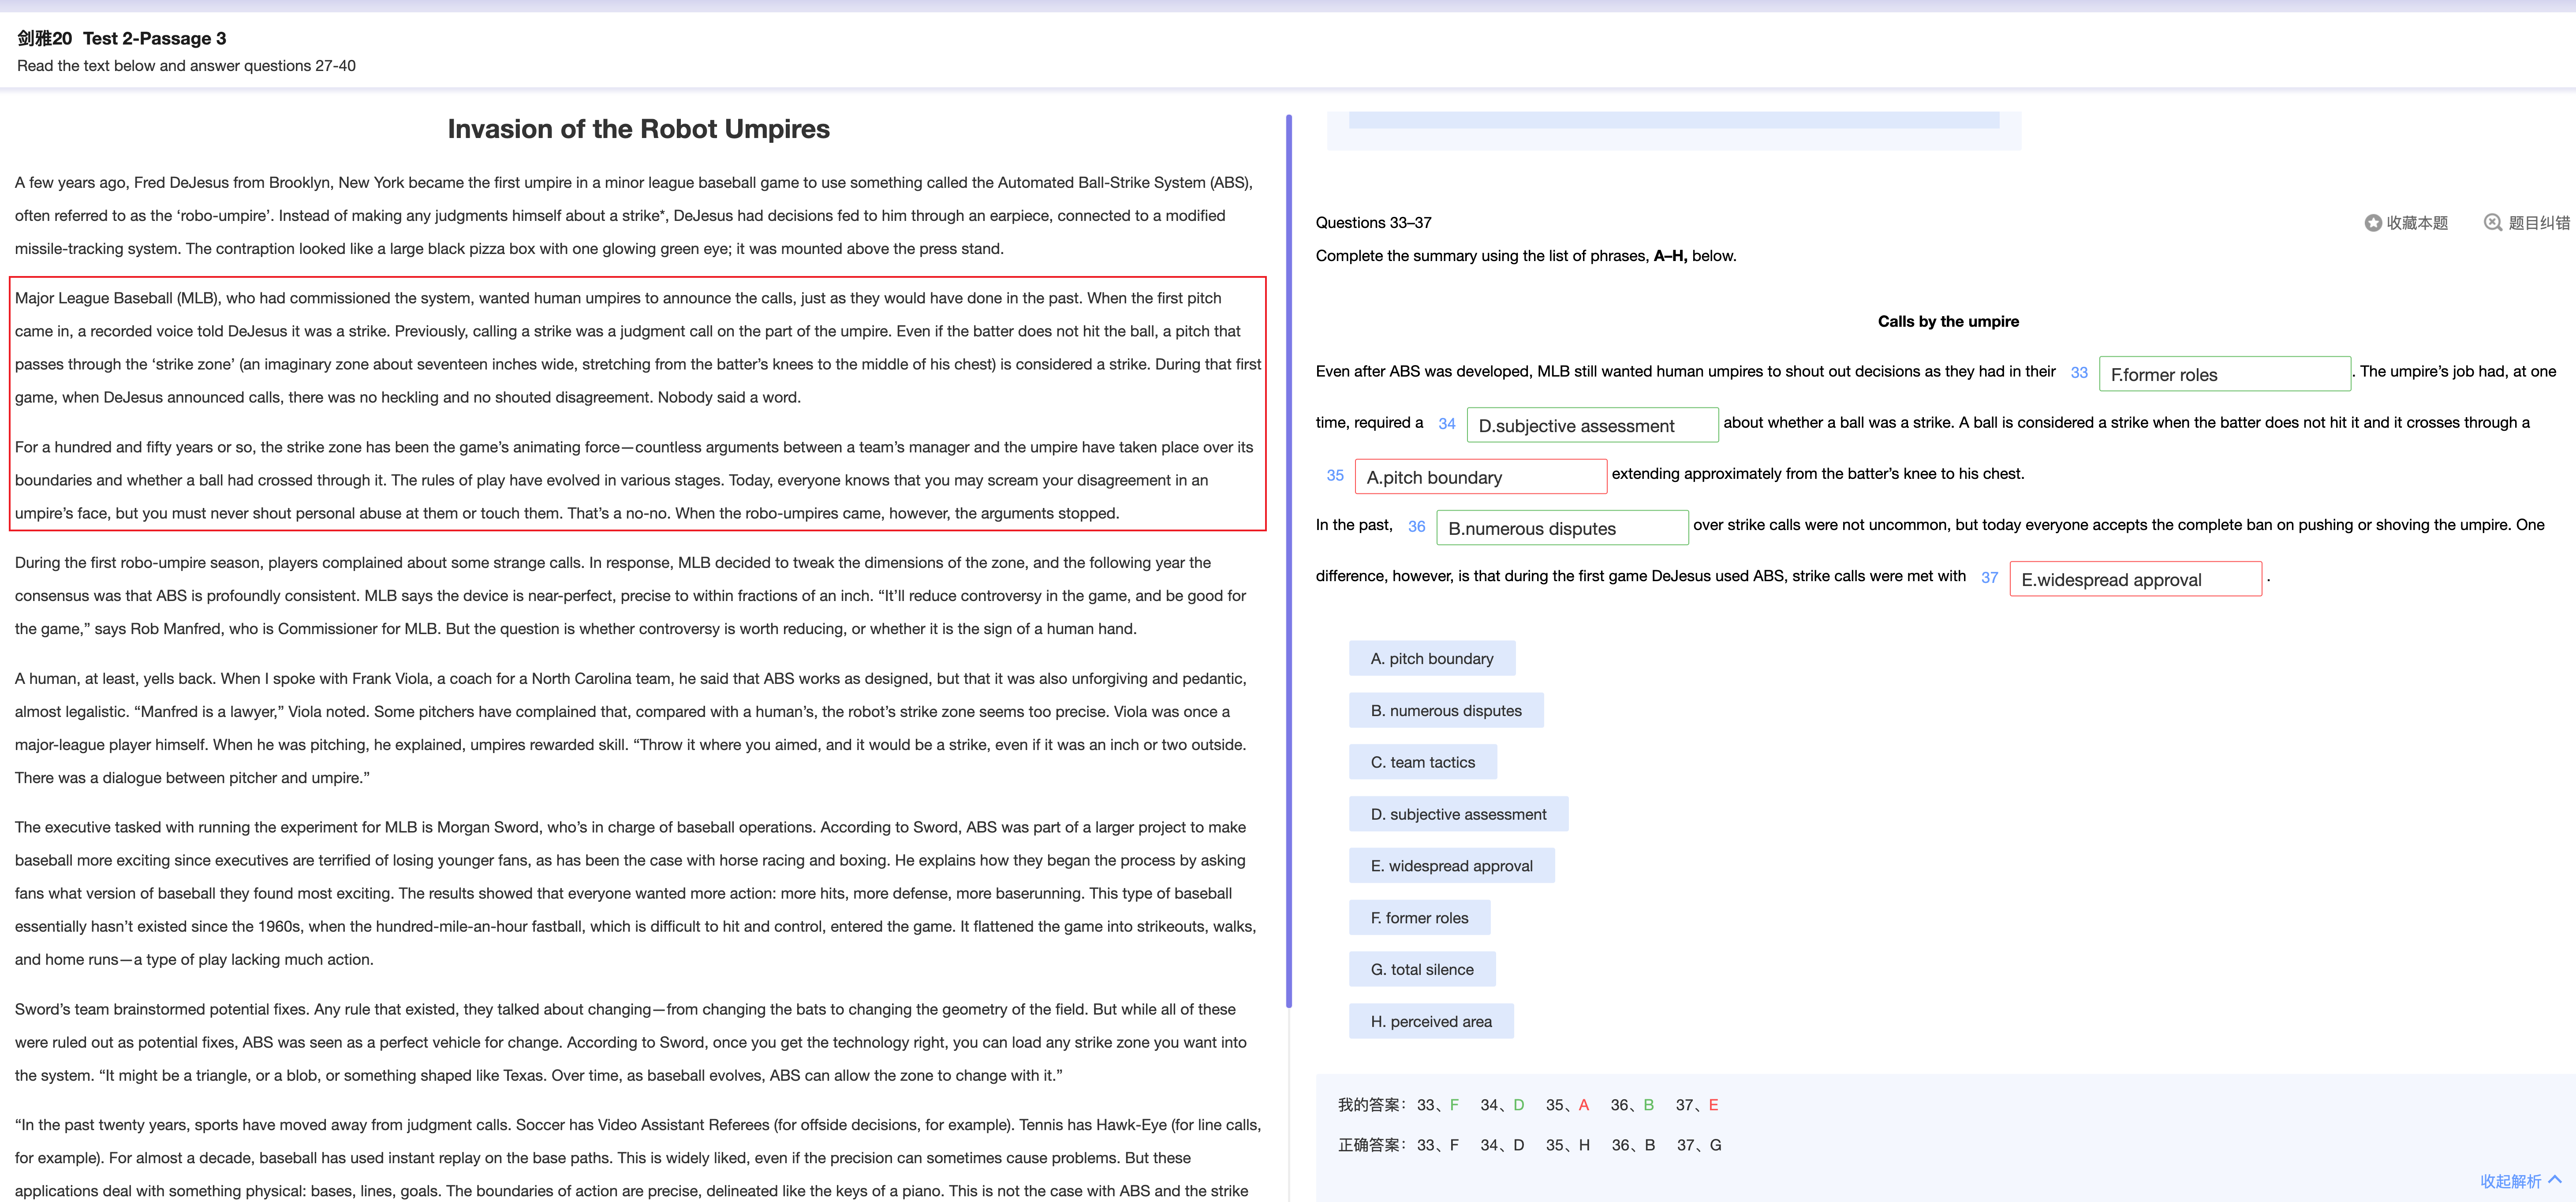 剑雅20 Test 2-Passage 3
Read the text below and answer questions 27-40
Invasion of the Robot Umpires
A few years ago, Fred DeJesus from Brooklyn, New York became the first umpire in a minor league baseball game to use something called the Automated Ball-Strike System (ABS),
often referred to as the ‘robo-umpire’. Instead of making any judgments himself about a strike*, DeJesus had decisions fed to him through an earpiece, connected to a modified
missile-tracking system. The contraption looked like a large black pizza box with one glowing green eye; it was mounted above the press stand.
Major League Baseball (MLB), who had commissioned the system, wanted human umpires to announce the calls, just as they would have done in the past. When the first pitch
came in, a recorded voice told DeJesus it was a strike. Previously, calling a strike was a judgment call on the part of the umpire. Even if the batter does not hit the ball, a pitch that
passes through the ‘strike zone’ (an imaginary zone about seventeen inches wide, stretching from the batter’s knees to the middle of his chest) is considered a strike. During that first
game, when DeJesus announced calls, there was no heckling and no shouted disagreement. Nobody said a word.
For a hundred and fifty years or so, the strike zone has been the game’s animating force—countless arguments between a team’s manager and the umpire have taken place over its
boundaries and whether a ball had crossed through it. The rules of play have evolved in various stages. Today, everyone knows that you may scream your disagreement in an
umpire’s face, but you must never shout personal abuse at them or touch them. That’s a no-no. When the robo-umpires came, however, the arguments stopped.
During the first robo-umpire season, players complained about some strange calls. In response, MLB decided to tweak the dimensions of the zone, and the following year the
consensus was that ABS is profoundly consistent. MLB says the device is near-perfect, precise to within fractions of an inch. “It’ll reduce controversy in the game, and be good for
the game,” says Rob Manfred, who is Commissioner for MLB. But the question is whether controversy is worth reducing, or whether it is the sign of a human hand.
A human, at least, yells back. When I spoke with Frank Viola, a coach for a North Carolina team, he said that ABS works as designed, but that it was also unforgiving and pedantic,
almost legalistic. “Manfred is a lawyer,” Viola noted. Some pitchers have complained that, compared with a human’s, the robot’s strike zone seems too precise. Viola was once a
major-league player himself. When he was pitching, he explained, umpires rewarded skill. “Throw it where you aimed, and it would be a strike, even if it was an inch or two outside.
There was a dialogue between pitcher and umpire.”
The executive tasked with running the experiment for MLB is Morgan Sword, who’s in charge of baseball operations. According to Sword, ABS was part of a larger project to make
baseball more exciting since executives are terrified of losing younger fans, as has been the case with horse racing and boxing. He explains how they began the process by asking
fans what version of baseball they found most exciting. The results showed that everyone wanted more action: more hits, more defense, more baserunning. This type of baseball
essentially hasn’t existed since the 1960s, when the hundred-mile-an-hour fastball, which is difficult to hit and control, entered the game. It flattened the game into strikeouts, walks,
and home runs—a type of play lacking much action.
Sword’s team brainstormed potential fixes. Any rule that existed, they talked about changing—from changing the bats to changing the geometry of the field. But while all of these
were ruled out as potential fixes, ABS was seen as a perfect vehicle for change. According to Sword, once you get the technology right, you can load any strike zone you want into
the system. “It might be a triangle, or a blob, or something shaped like Texas. Over time, as baseball evolves, ABS can allow the zone to change with it.”
“In the past twenty years, sports have moved away from judgment calls. Soccer has Video Assistant Referees (for offside decisions, for example). Tennis has Hawk-Eye (for line calls,
for example). For almost a decade, baseball has used instant replay on the base paths. This is widely liked, even if the precision can sometimes cause problems. But these
applications deal with something physical: bases, lines, goals. The boundaries of action are precise, delineated like the keys of a piano. This is not the case with ABS and the strike
Questions 33–37
收藏本题 题目纠错
Complete the summary using the list of phrases, A–H, below.
Calls by the umpire
Even after ABS was developed, MLB still wanted human umpires to shout out decisions as they had in their 33 F.former roles . The umpire’s job had, at one
time, required a 34 D.subjective assessment about whether a ball was a strike. A ball is considered a strike when the batter does not hit it and it crosses through a
35 A.pitch boundary extending approximately from the batter’s knee to his chest.
In the past, 36 B.numerous disputes over strike calls were not uncommon, but today everyone accepts the complete ban on pushing or shoving the umpire. One
difference, however, is that during the first game DeJesus used ABS, strike calls were met with 37 E.widespread approval .
A. pitch boundary
B. numerous disputes
C. team tactics
D. subjective assessment
E. widespread approval
F. former roles
G. total silence
H. perceived area
我的答案： 33、F 34、D 35、A 36、B 37、E
正确答案： 33、F 34、D 35、H 36、B 37、G
收起解析